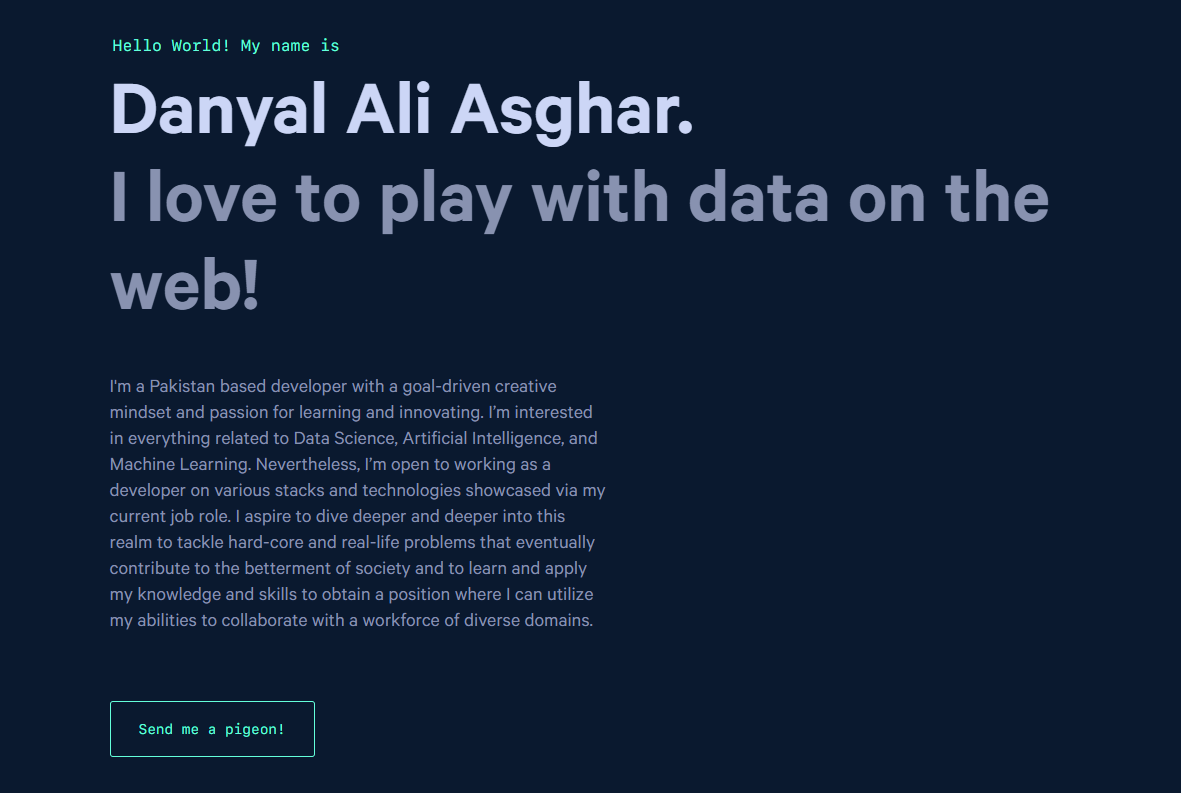 Hello World! My name is
Danyal Ali Asghar.
I love to play with data on the
web!
I'm a Pakistan based developer with a goal-driven creative
mindset and passion for learning and innovating. I’m interested
in everything related to Data Science, Artificial Intelligence, and
Machine Learning. Nevertheless, I’m open to working as a
developer on various stacks and technologies showcased via my
current job role. I aspire to dive deeper and deeper into this
realm to tackle hard-core and real-life problems that eventually
contribute to the betterment of society and to learn and apply
my knowledge and skills to obtain a position where I can utilize
my abilities to collaborate with a workforce of diverse domains.
Send me a pigeon!